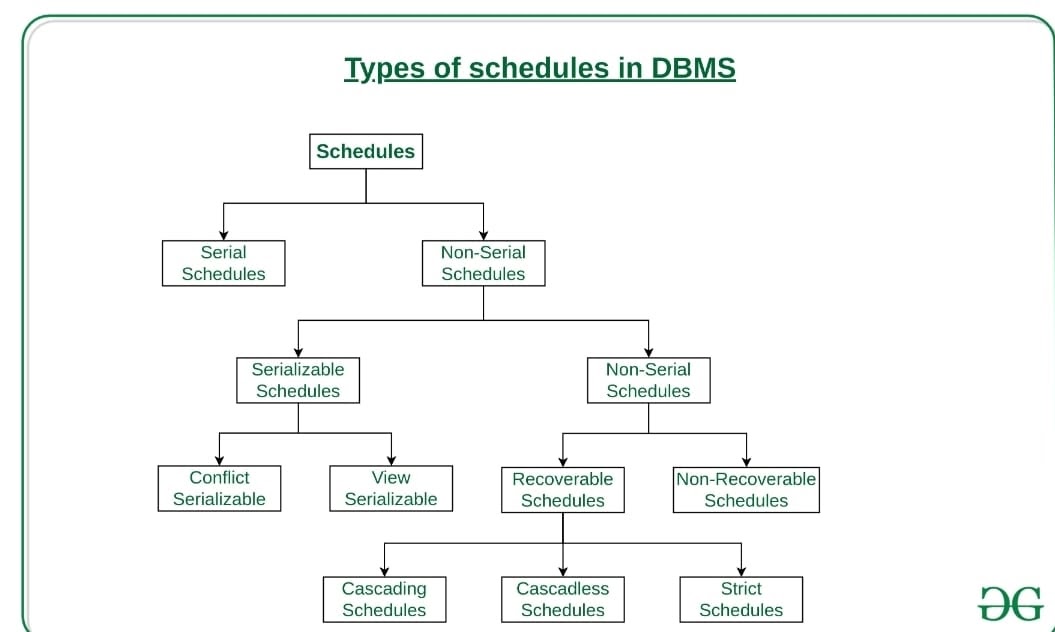 Types of schedules in DBMS
Schedules
Serial
Schedules
Non-Serial
Schedules
Serializable
Schedules
Non-Serial
Schedules
Conflict
Serializable
View
Serializable
Recoverable
Schedules
Non-Recoverable
Schedules
Cascading
Schedules
Cascadless
Schedules
Strict
Schedules